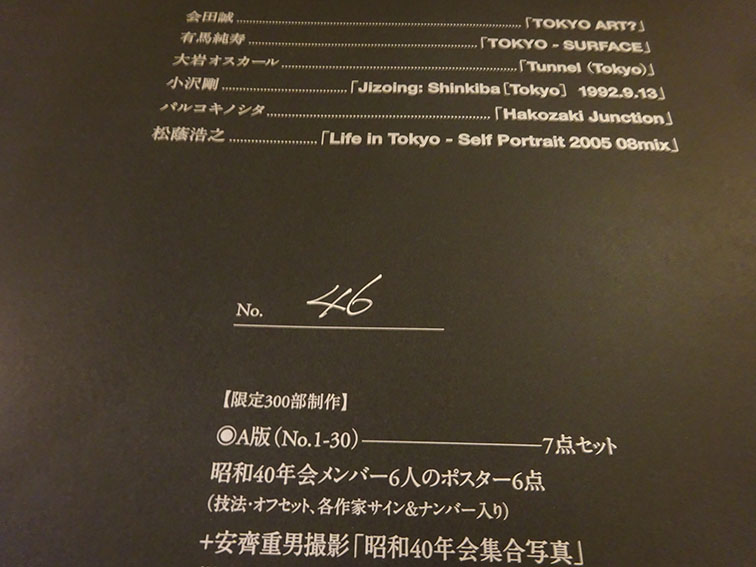 会田誠……………「TOKYO ART?」
有馬純寿……………「TOKYO - SURFACE」
大岩オスカール……………「Tunnel (Tokyo)」
小沢剛……………「Jizoing: Shinkiba [Tokyo] 1992.9.13」
パルコキノシタ……………「Hakozaki Junction」
松蔭浩之……………「Life in Tokyo - Self Portrait 2005 08mix」
No. 46
【限定300部制作】
◉A版(No.1-30)――――――7点セット
昭和40年会メンバー6人のポスター6点
(技法・オフセット、各作家サイン&ナンバー入り)
+安齊重男撮影「昭和40年会集合写真」